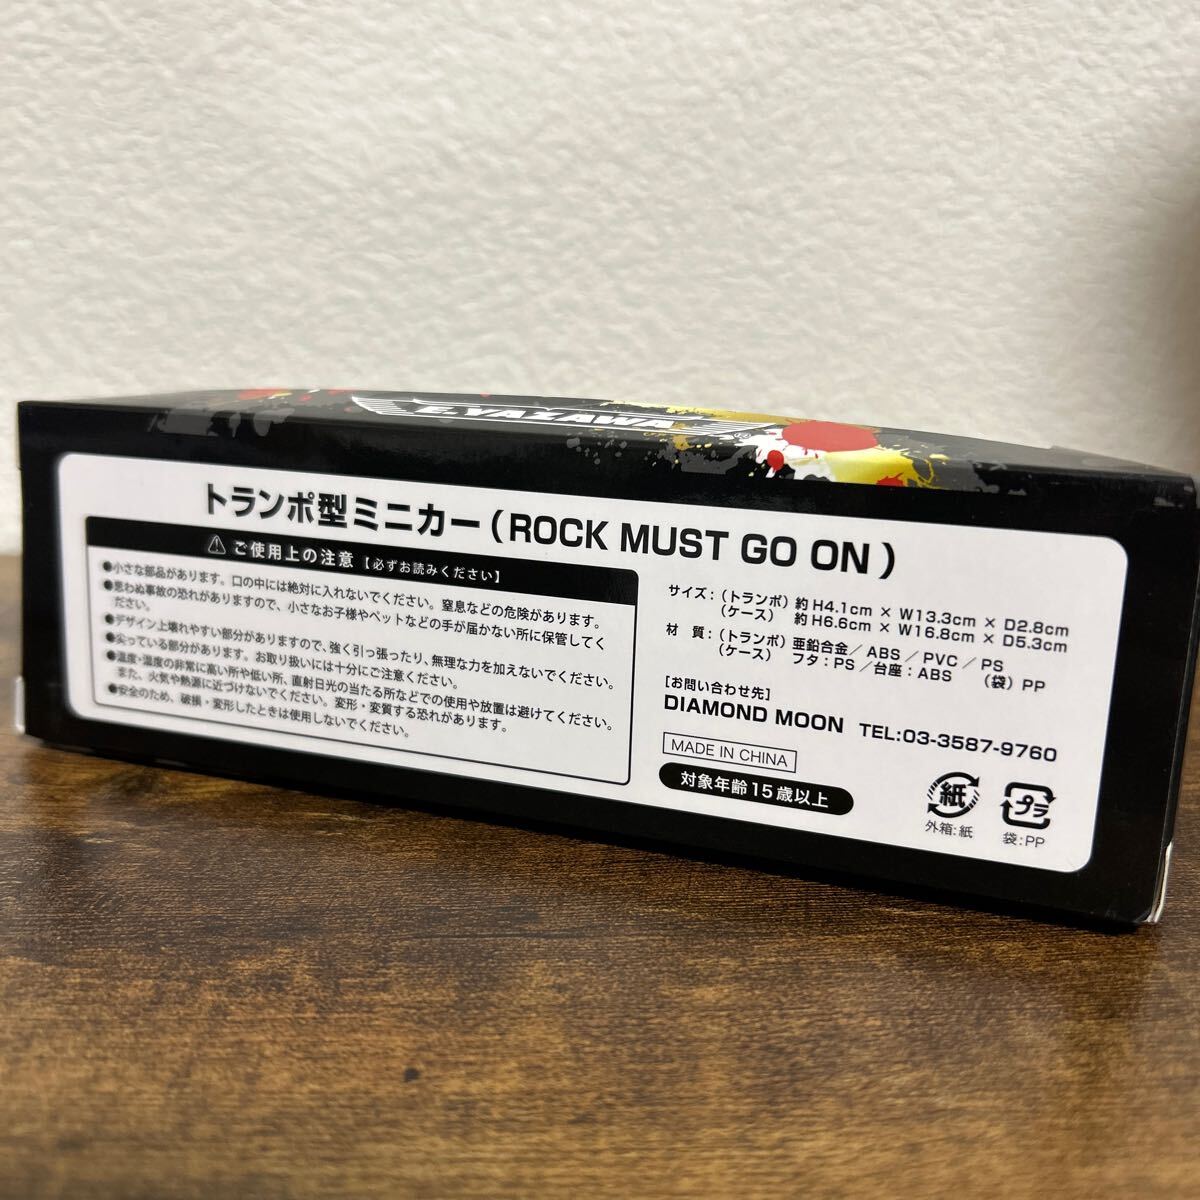 E.YAZAWA®
トランポ型ミニカー(ROCK MUST GO ON)
⚠ ご使用上の注意【必ずお読みください】
●小さな部品があります。口の中には絶対に入れないでください。窒息などの危険があります。
●思わぬ事故の恐れがありますので、小さなお子様やペットなどの手が届かない所に保管して
ください。
●デザイン上壊れやすい部分がありますので、強く引っ張ったり、無理な力を加えないでください。
●尖っている部分があります。お取り扱いには十分にご注意ください。
●温度・湿度の非常に高い所や低い所、直射日光の当たる所などでの使用や放置は避けてください。
また、火気や熱源に近づけないでください。変形・変質する恐れがあります。
●安全のため、破損・変形したときは使用しないでください。
サイズ:(トランポ)約 H4.1cm × W13.3cm × D2.8cm
(ケース) 約 H6.6cm × W16.8cm × D5.3cm
材 質:(トランポ)亜鉛合金/ABS/PVC/PS
(ケース) フタ:PS/台座:ABS (袋)PP
【お問い合わせ先】
DIAMOND MOON TEL:03-3587-9760
MADE IN CHINA
対象年齢15歳以上
紙
外箱:紙
プラ
袋:PP